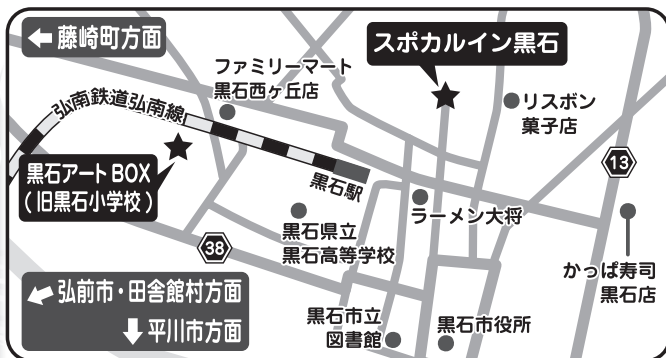 ← 藤崎町方面
スポカルイン黒石
ファミリーマート
黒石西ヶ丘店
リスボン
菓子店
弘南鉄道弘南線
13
黒石アートBOX
(旧黒石小学校)
黒石駅
ラーメン大将
黒石県立
黒石高等学校
38
かっぱ寿司
黒石店
← 弘前市・田舎館村方面
↓ 平川市方面
黒石市立
図書館
黒石市役所